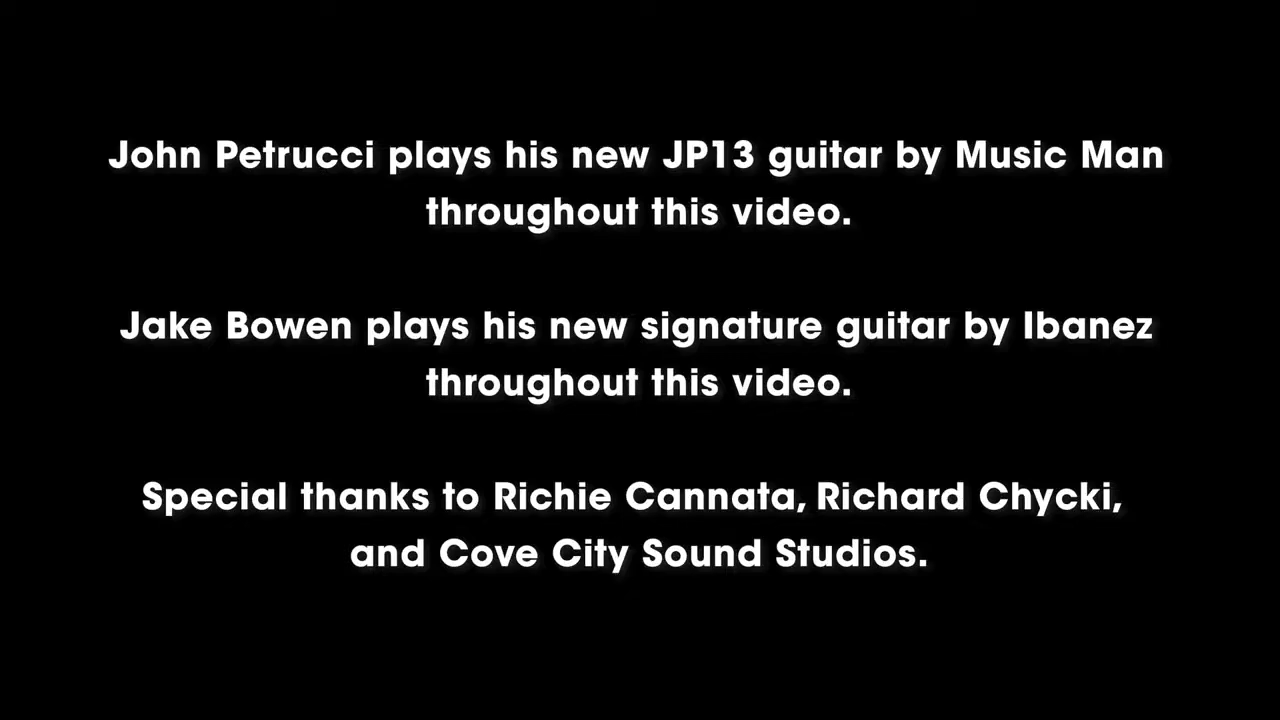 John Petrucci plays his new JP13 guitar by Music Man
throughout this video.
Jake Bowen plays his new signature guitar by Ibanez
throughout this video.
Special thanks to Richie Cannata, Richard Chycki,
and Cove City Sound Studios.